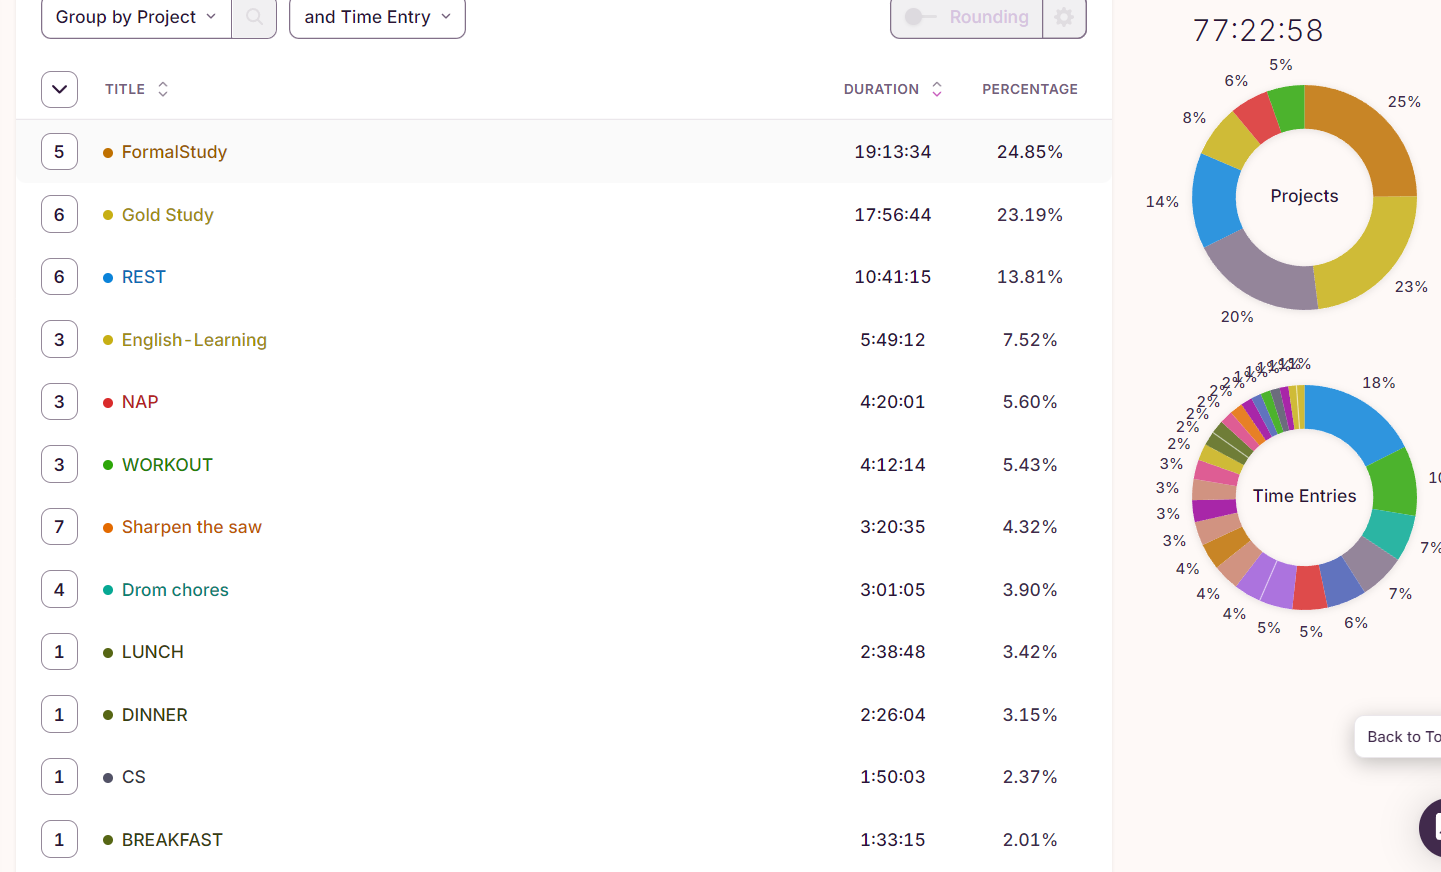 Group by Project
and Time Entry
Rounding
TITLE DURATION PERCENTAGE
5 FormalStudy 19:13:34 24.85%
6 Gold Study 17:56:44 23.19%
6 REST 10:41:15 13.81%
3 English-Learning 5:49:12 7.52%
3 NAP 4:20:01 5.60%
3 WORKOUT 4:12:14 5.43%
7 Sharpen the saw 3:20:35 4.32%
4 Drom chores 3:01:05 3.90%
1 LUNCH 2:38:48 3.42%
1 DINNER 2:26:04 3.15%
1 CS 1:50:03 2.37%
1 BREAKFAST 1:33:15 2.01%
77:22:58
5%
6%
25%
8%
Projects
14%
23%
20%
18%
2%
2%
2%
2%
2%
2%
3%
3%
3%
3%
4%
4%
4%
5%
5%
6%
7%
7%
Time Entries
Back to To